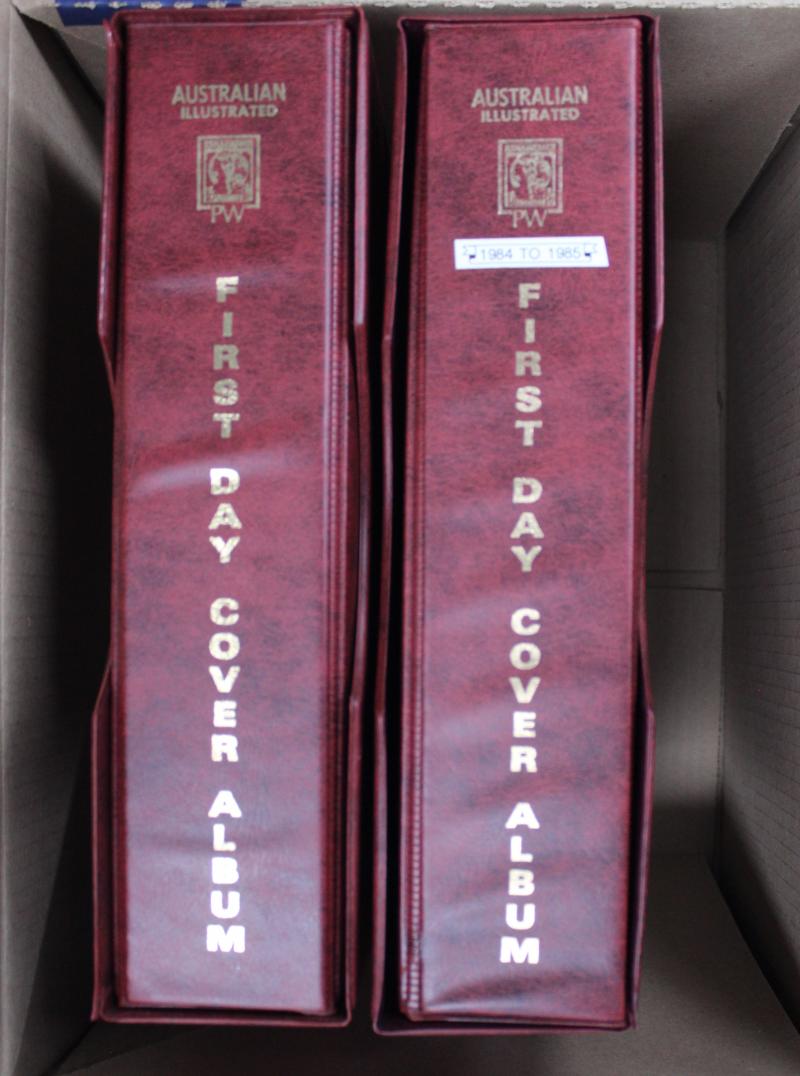 AUSTRALIAN
ILLUSTRATED
PW
FIRST DAY COVER ALBUM
AUSTRALIAN
ILLUSTRATED
PW
1984 TO 1985
FIRST DAY COVER ALBUM